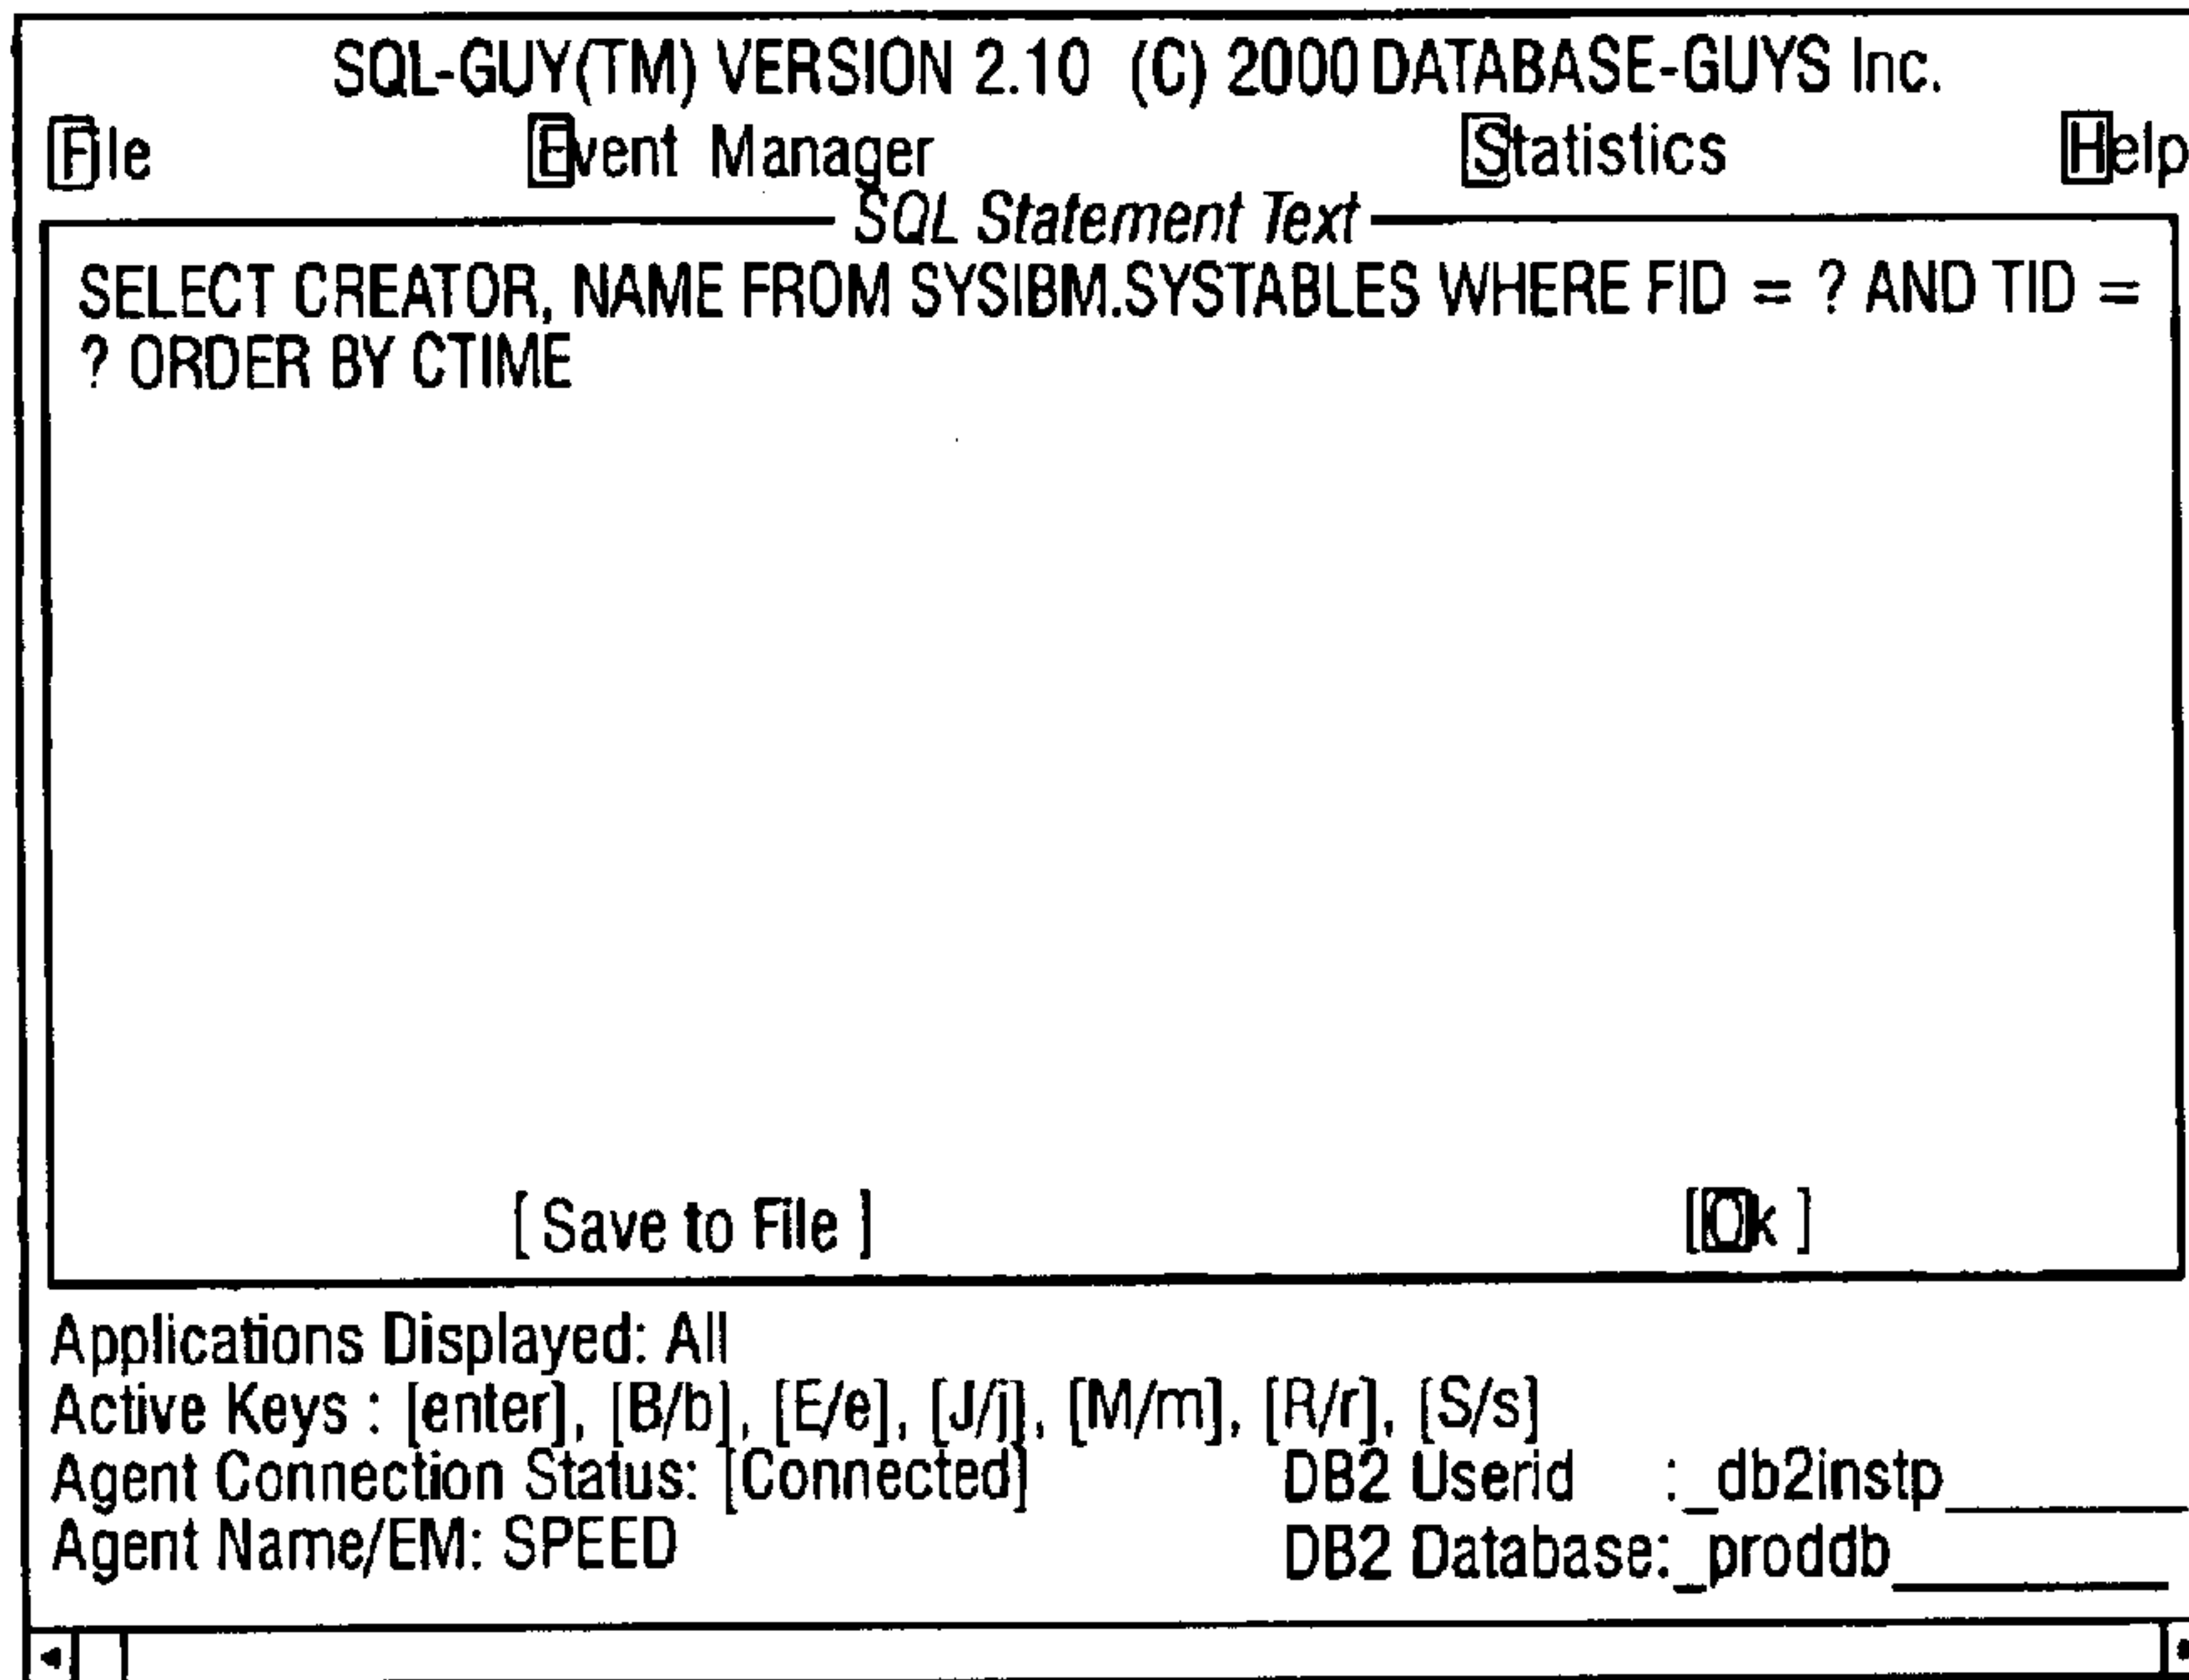 SQL-GUY(TM) VERSION 2.10 (C) 2000 DATABASE-GUYS Inc.
File Event Manager Statistics Help
SQL Statement Text
SELECT CREATOR, NAME FROM SYSIBM.SYSTABLES WHERE FID = ? AND TID =
? ORDER BY CTIME
[ Save to File ] [Ok ]
Applications Displayed: All
Active Keys : [enter], [B/b], [E/e], [J/j], [M/m], [R/r], [S/s]
Agent Connection Status: [Connected] DB2 Userid :_db2instp_______
Agent Name/EM: SPEED DB2 Database:_proddb________